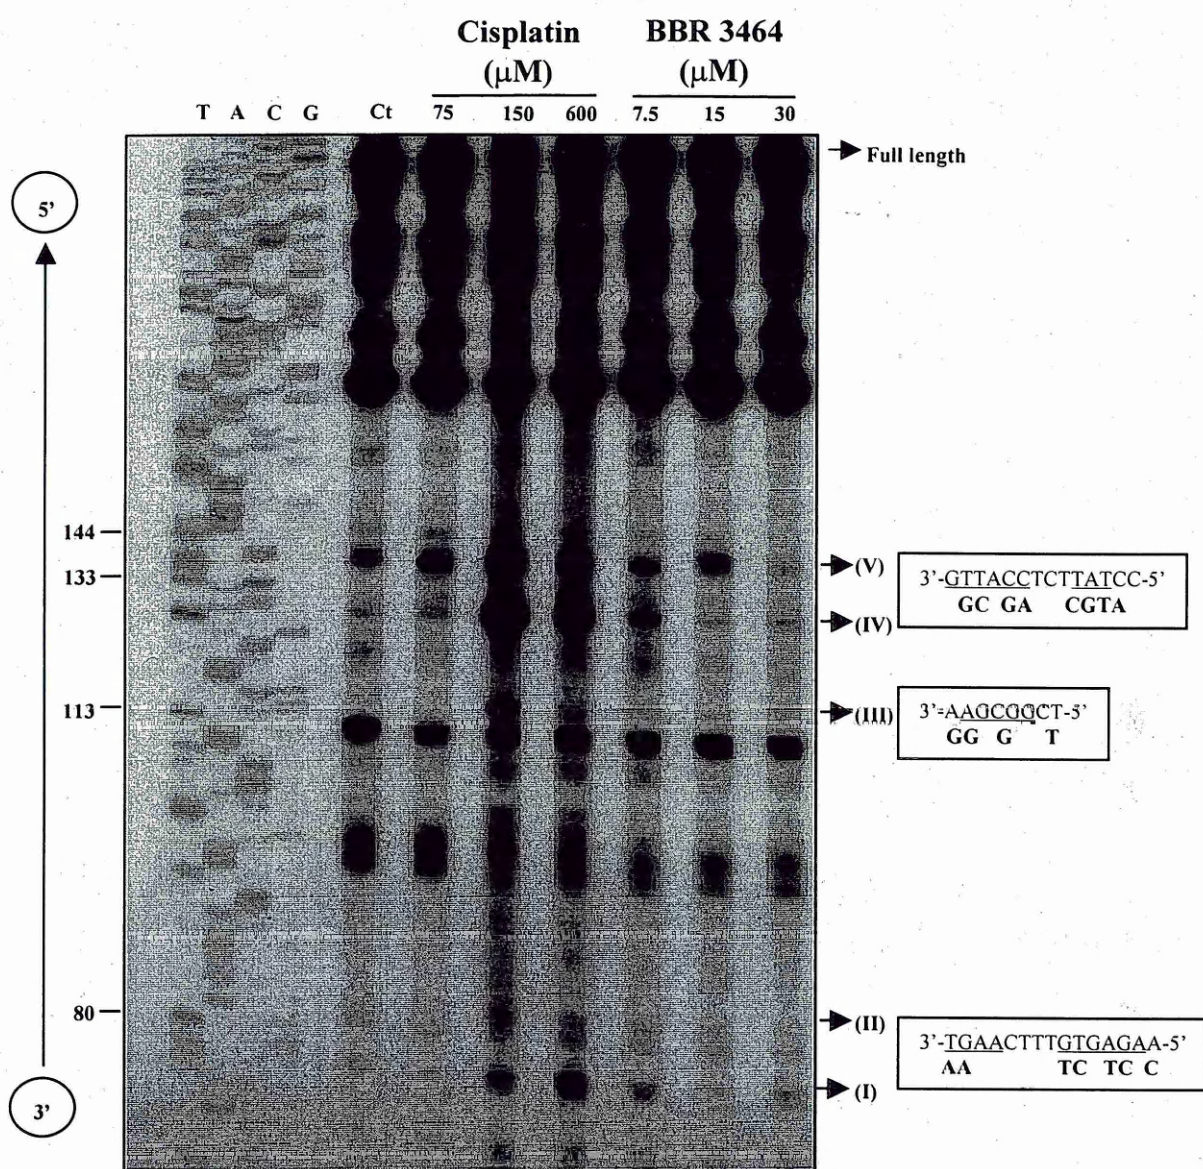 Cisplatin BBR 3464
(μM) (μM)
T A C G Ct 75 150 600 7.5 15 30
Full length
5’
144
(V)
133
3’-GTTACCTCTTATCC-5’
GC GA CGTA
(IV)
113
(III)
3’=AAGCGGCT-5’
GG G T
80
(II)
3’-TGAACTTTGTGAGAA-5’
AA TC TC C
(I)
3’